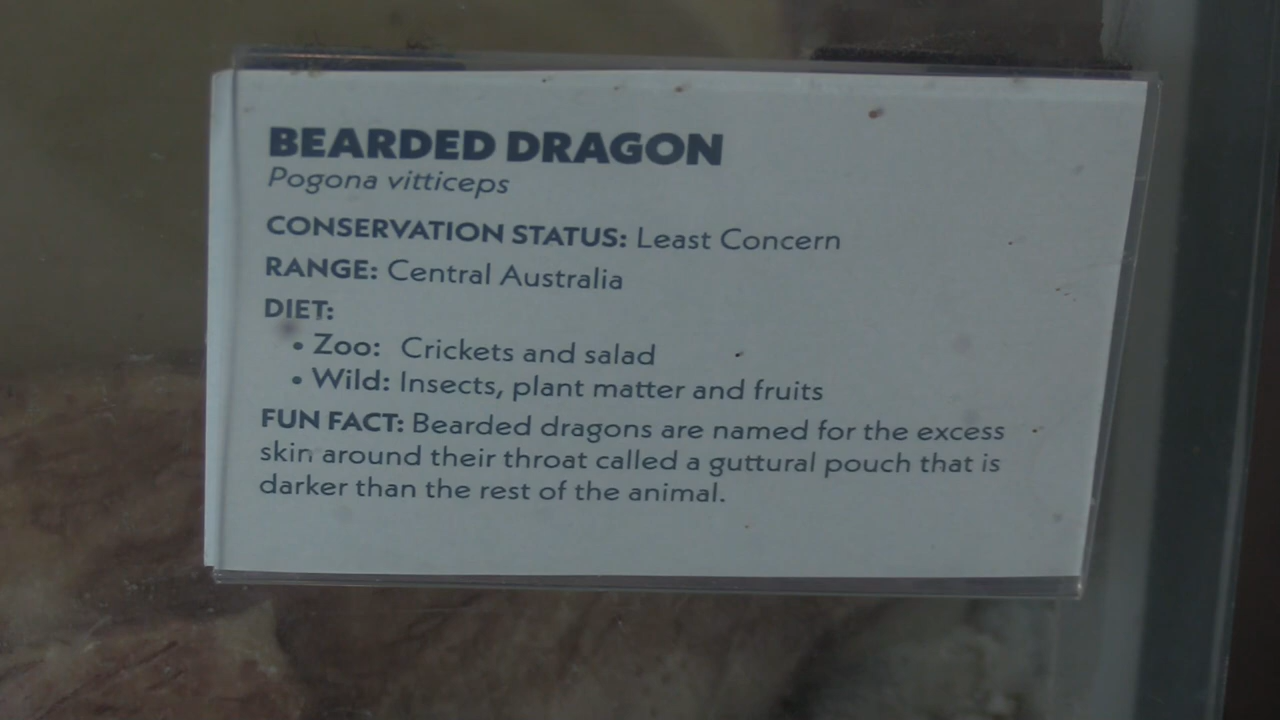 BEARDED DRAGON
Pogona vitticeps
CONSERVATION STATUS: Least Concern
RANGE: Central Australia
DIET:
• Zoo: Crickets and salad
• Wild: Insects, plant matter and fruits
FUN FACT: Bearded dragons are named for the excess
skin around their throat called a guttural pouch that is
darker than the rest of the animal.